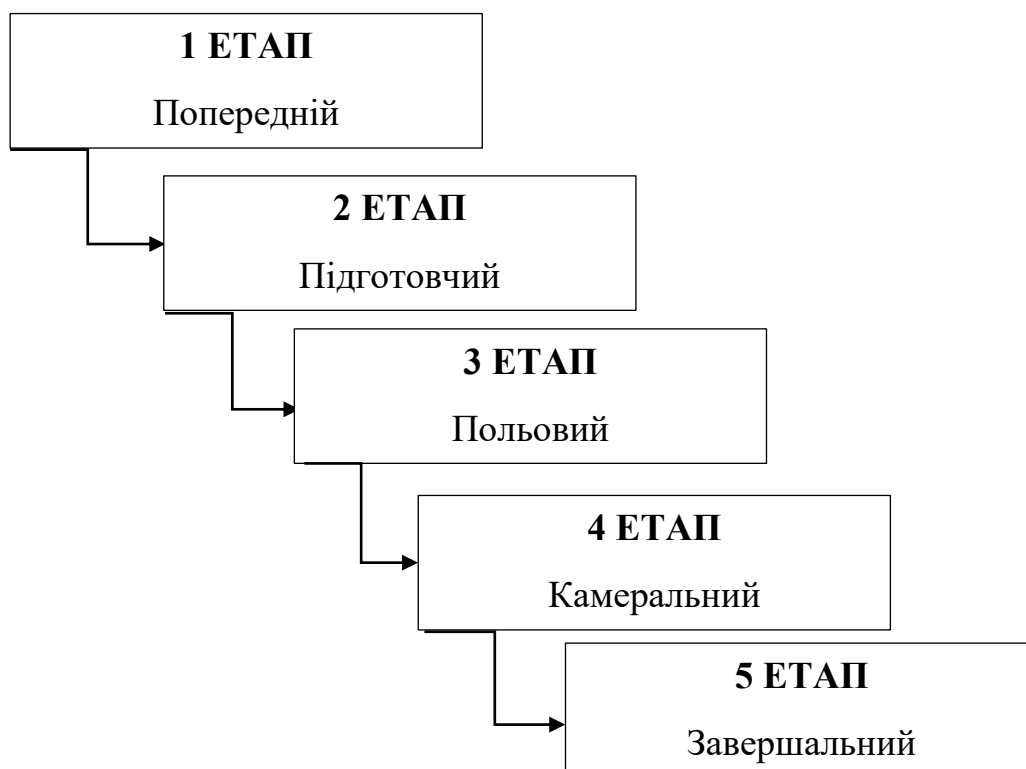 1 ЕТАП
Попередній
2 ЕТАП
Підготовчий
3 ЕТАП
Польовий
4 ЕТАП
Камеральний
5 ЕТАП
Завершальний